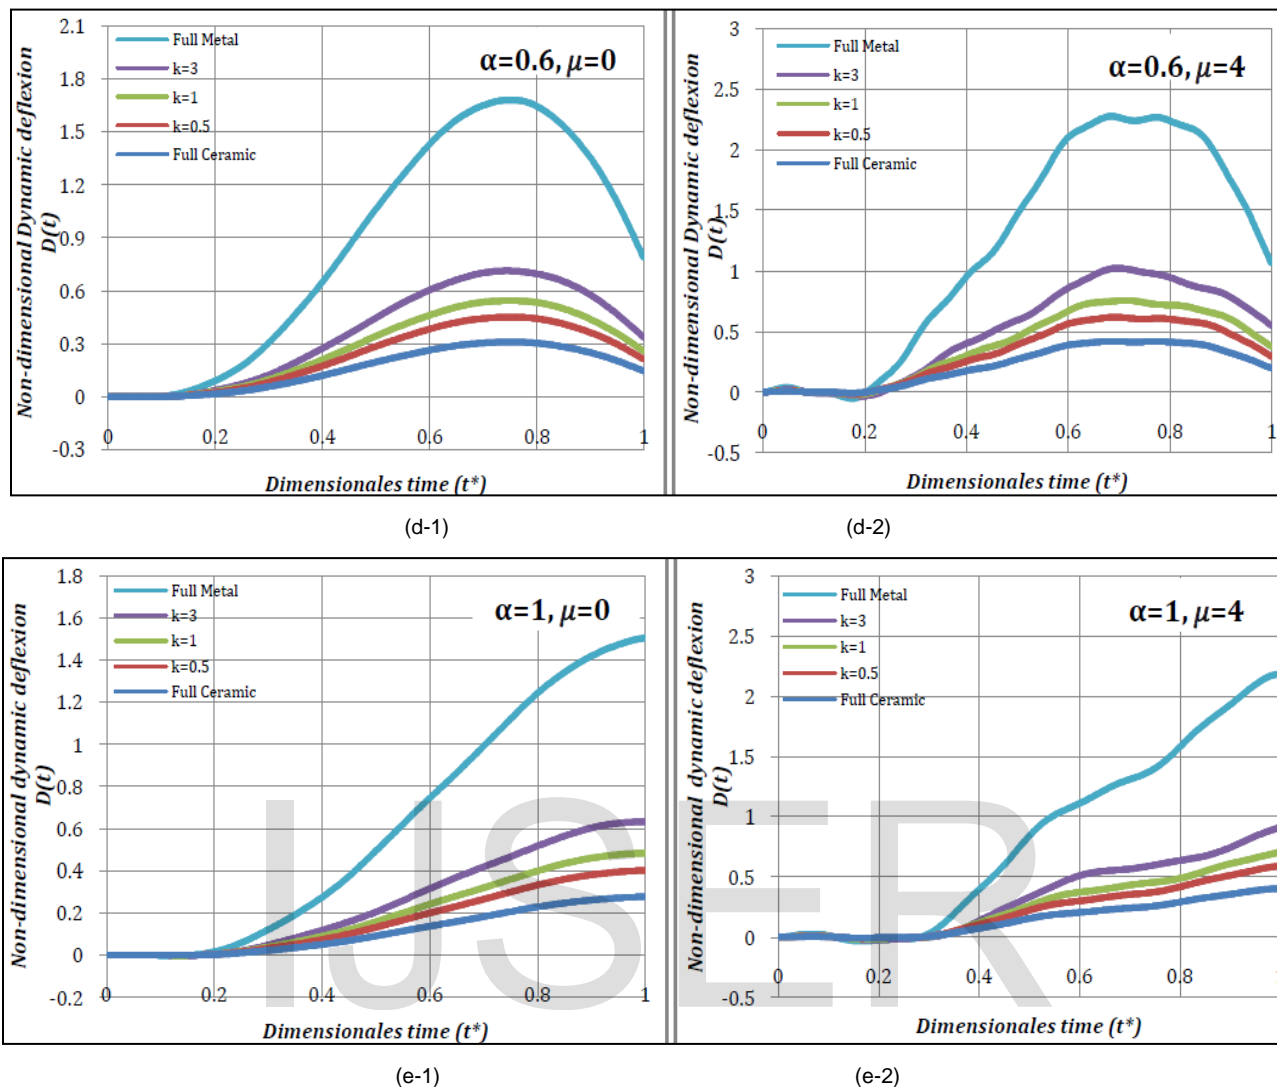 2.1
1.8
1.5
1.2
0.9
0.6
0.3
0
-0.3
Non-dimensional Dynamic deflexion
D(t)
Full Metal
k=3
k=1
k=0.5
Full Ceramic
α=0.6, μ=0
0 0.2 0.4 0.6 0.8 1
Dimensionales time (t*)
3
2.5
2
1.5
1
0.5
0
-0.5
Non-dimensional Dynamic deflexion
D(t)
Full Metal
k=3
k=1
k=0.5
Full Ceramic
α=0.6, μ=4
0 0.2 0.4 0.6 0.8 1
Dimensionales time (t*)
(d-1) (d-2)
1.8
1.6
1.4
1.2
1
0.8
0.6
0.4
0.2
0
-0.2
Non-dimensional dynamic deflexion
D(t)
Full Metal
k=3
k=1
k=0.5
Full Ceramic
α=1, μ=0
0 0.2 0.4 0.6 0.8 1
Dimensionales time (t*)
3
2.5
2
1.5
1
0.5
0
-0.5
Non-dimensional dynamic deflexion
D(t)
Full Metal
k=3
k=1
k=0.5
Full Ceramic
α=1, μ=4
0 0.2 0.4 0.6 0.8 1
Dimensionales time (t*)
IJSER
(e-1) (e-2)